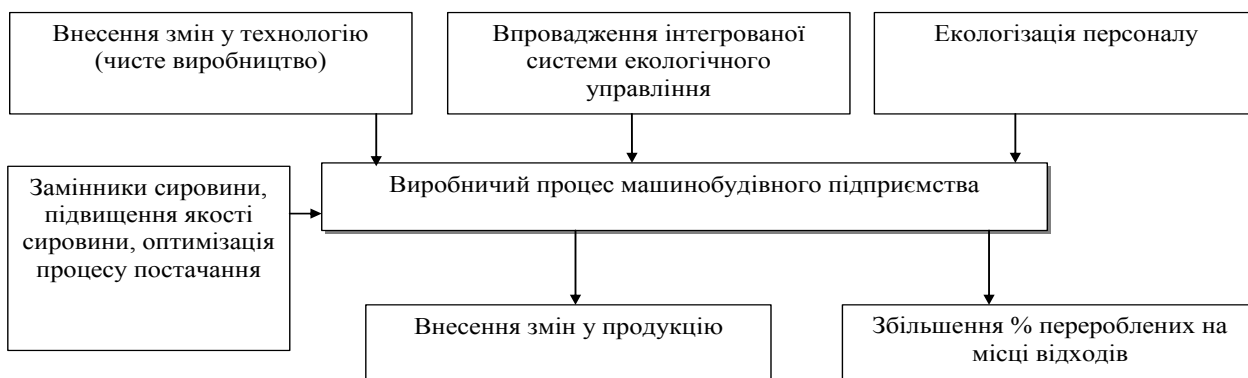 Внесення змін у технологію
(чисте виробництво)
Впровадження інтегрованої
системи екологічного
управління
Екологізація персоналу
Замінники сировини,
підвищення якості
сировини, оптимізація
процесу постачання
Виробничий процес машинобудівного підприємства
Внесення змін у продукцію
Збільшення % перероблених на
місці відходів